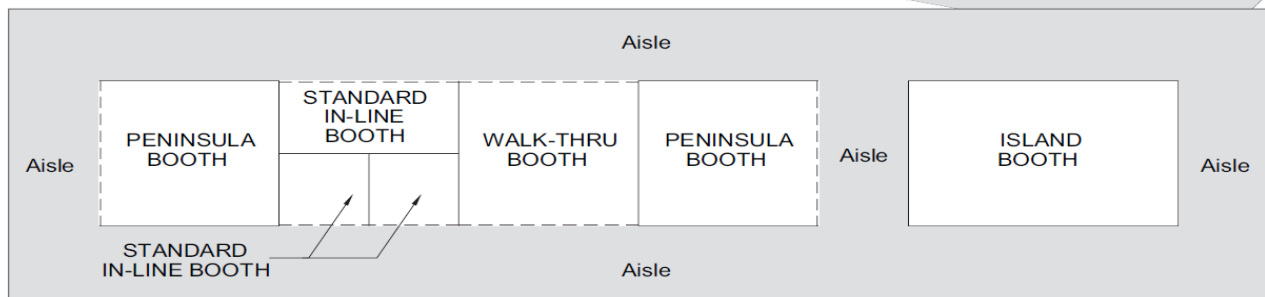 Aisle
STANDARD
IN-LINE
BOOTH
PENINSULA
BOOTH
WALK-THRU
BOOTH
PENINSULA
BOOTH
ISLAND
BOOTH
Aisle
Aisle
Aisle
STANDARD
IN-LINE BOOTH
Aisle